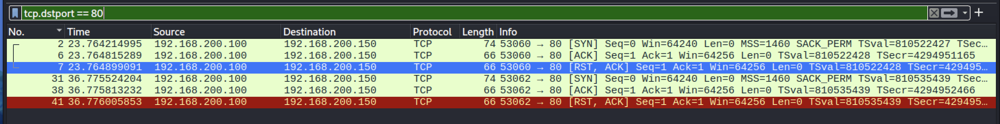 tcp.dstport == 80
No. Time Source Destination Protocol Length Info
2 23.764214995 192.168.200.100 192.168.200.150 TCP 74 53060 → 80 [SYN] Seq=0 Win=64240 Len=0 MSS=1460 SACK_PERM TSval=810522427 TSec…
6 23.764815289 192.168.200.100 192.168.200.150 TCP 66 53060 → 80 [ACK] Seq=1 Ack=1 Win=64256 Len=0 TSval=810522428 TSecr=4294951165
7 23.764899091 192.168.200.100 192.168.200.150 TCP 66 53060 → 80 [RST, ACK] Seq=1 Ack=1 Win=64256 Len=0 TSval=810522428 TSecr=429495…
31 36.775524204 192.168.200.100 192.168.200.150 TCP 74 53062 → 80 [SYN] Seq=0 Win=64240 Len=0 MSS=1460 SACK_PERM TSval=810535439 TSec…
38 36.775813232 192.168.200.100 192.168.200.150 TCP 66 53062 → 80 [ACK] Seq=1 Ack=1 Win=64256 Len=0 TSval=810535439 TSecr=4294952466
41 36.776005853 192.168.200.100 192.168.200.150 TCP 66 53062 → 80 [RST, ACK] Seq=1 Ack=1 Win=64256 Len=0 TSval=810535439 TSecr=429495…